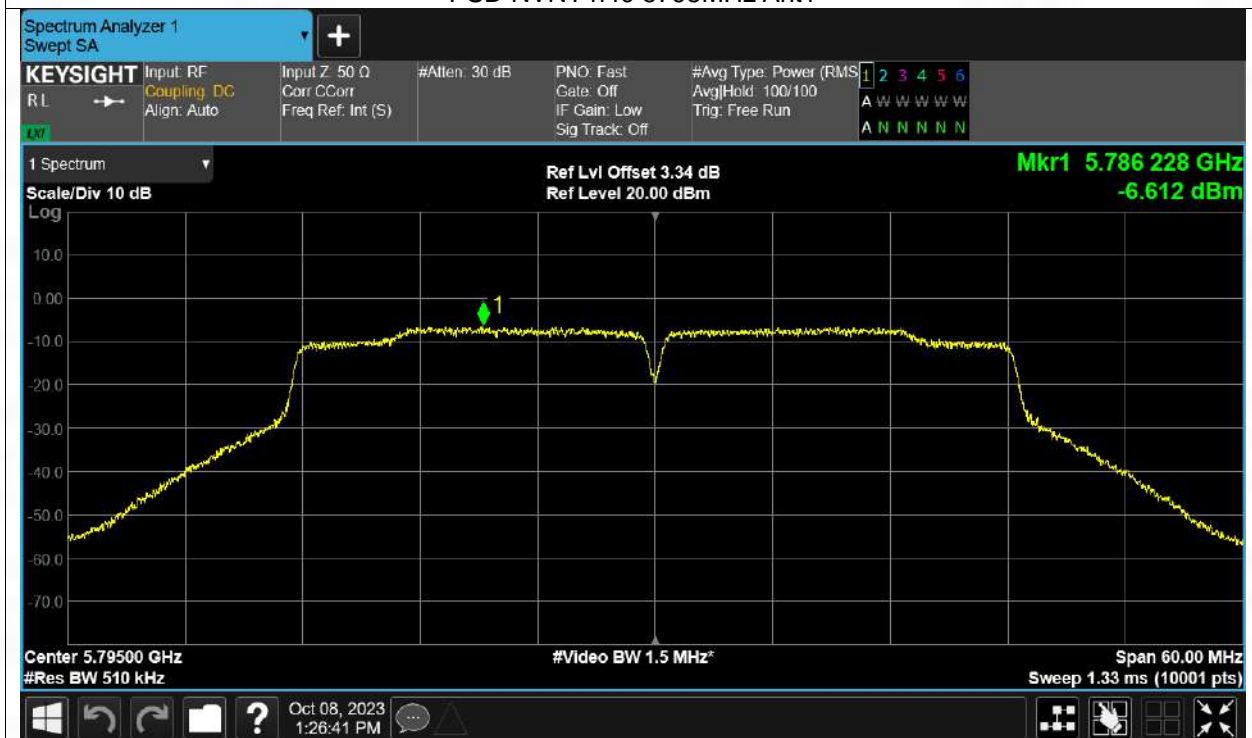 Spectrum Analyzer 1
Swept SA
+
KEYSIGHT
RL
LXI
Input: RF
Coupling: DC
Align: Auto
Input Z: 50 Ω
Corr CCorr
Freq Ref: Int (S)
#Atten: 30 dB
PNO: Fast
Gate: Off
IF Gain: Low
Sig Track: Off
#Avg Type: Power (RMS
Avg|Hold: 100/100
Trig: Free Run
1 2 3 4 5 6
A W W W W W
A N N N N N
1 Spectrum
Scale/Div 10 dB
Ref Lvl Offset 3.34 dB
Ref Level 20.00 dBm
Mkr1 5.786 228 GHz
-6.612 dBm
Log
10.0
0.00
1
-10.0
-20.0
-30.0
-40.0
-50.0
-60.0
-70.0
Center 5.79500 GHz
#Video BW 1.5 MHz*
Span 60.00 MHz
#Res BW 510 kHz
Sweep 1.33 ms (10001 pts)
?
Oct 08, 2023
1:26:41 PM